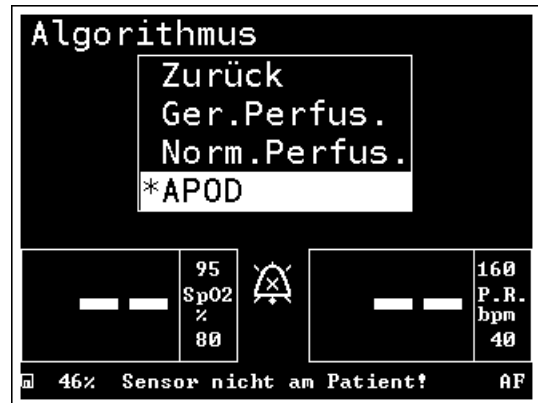 Algorithmus
Zurück
Ger.Perfus.
Norm.Perfus.
*APOD
-- 95 SpO2 % 80
-- 160 P.R. bpm 40
46% Sensor nicht am Patient! AF